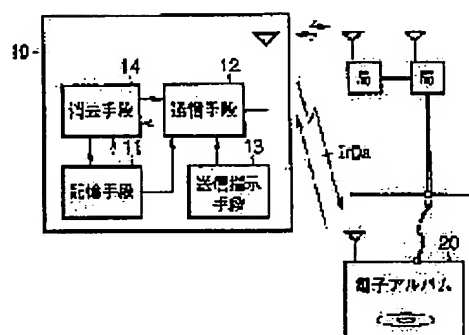 10
14
12
消去手段
通信手段
11
13
記憶手段
送信指示
手段
局
局
IrDA
20
電子アルバム